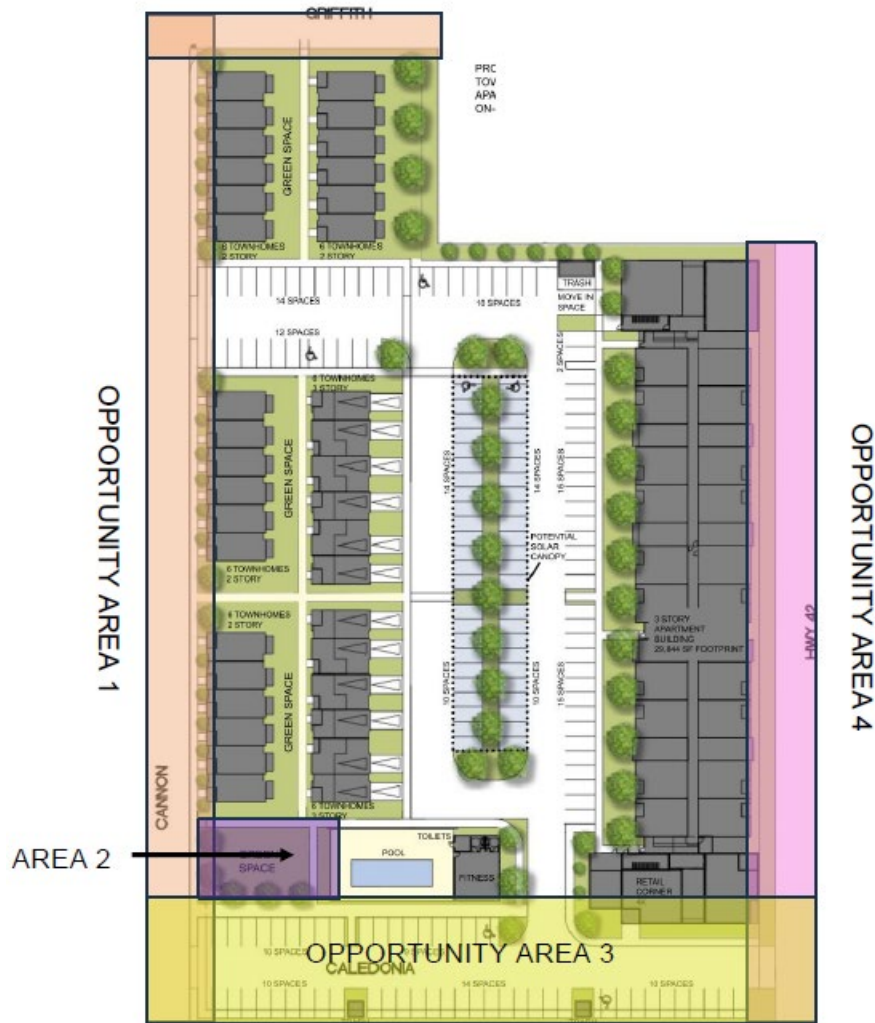 GRIFFITH
PRC
TOV
APA
ON-
GREEN SPACE
6 TOWNHOMES
2 STORY
6 TOWNHOMES
2 STORY
14 SPACES
10 SPACES
TRASH
MOVE IN
SPACE
12 SPACES
2 SPACES
6 TOWNHOMES
3 STORY
OPPORTUNITY AREA 1
GREEN SPACE
14 SPACES
14 SPACES
POTENTIAL
SOLAR
CANOPY
OPPORTUNITY AREA 4
HWY 42
6 TOWNHOMES
2 STORY
6 TOWNHOMES
2 STORY
3 STORY
APARTMENT
BUILDING
29,844 SF FOOTPRINT
GREEN SPACE
10 SPACES
10 SPACES
15 SPACES
CANNON
6 TOWNHOMES
3 STORY
AREA 2
SPACE
TOILETS
POOL
FITNESS
RETAIL
CORNER
10 SPACES
OPPORTUNITY AREA 3
CALEDONIA
10 SPACES
14 SPACES
10 SPACES